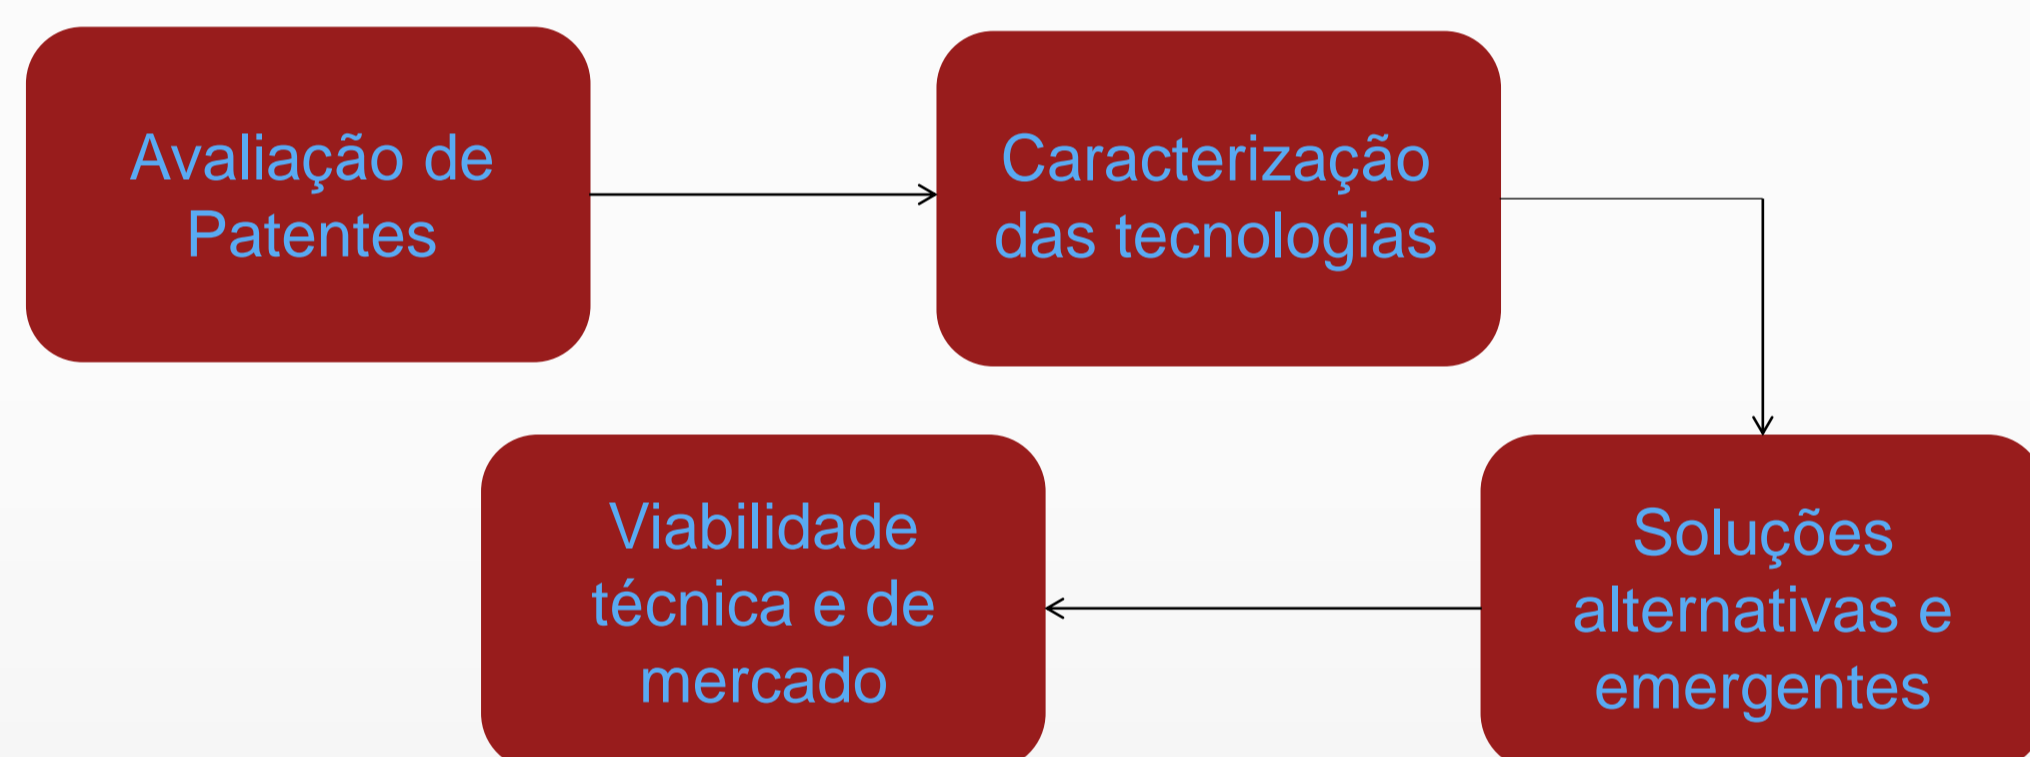 Avaliação de
Patentes
Caracterização
das tecnologias
Soluções
alternativas e
emergentes
Viabilidade
técnica e de
mercado